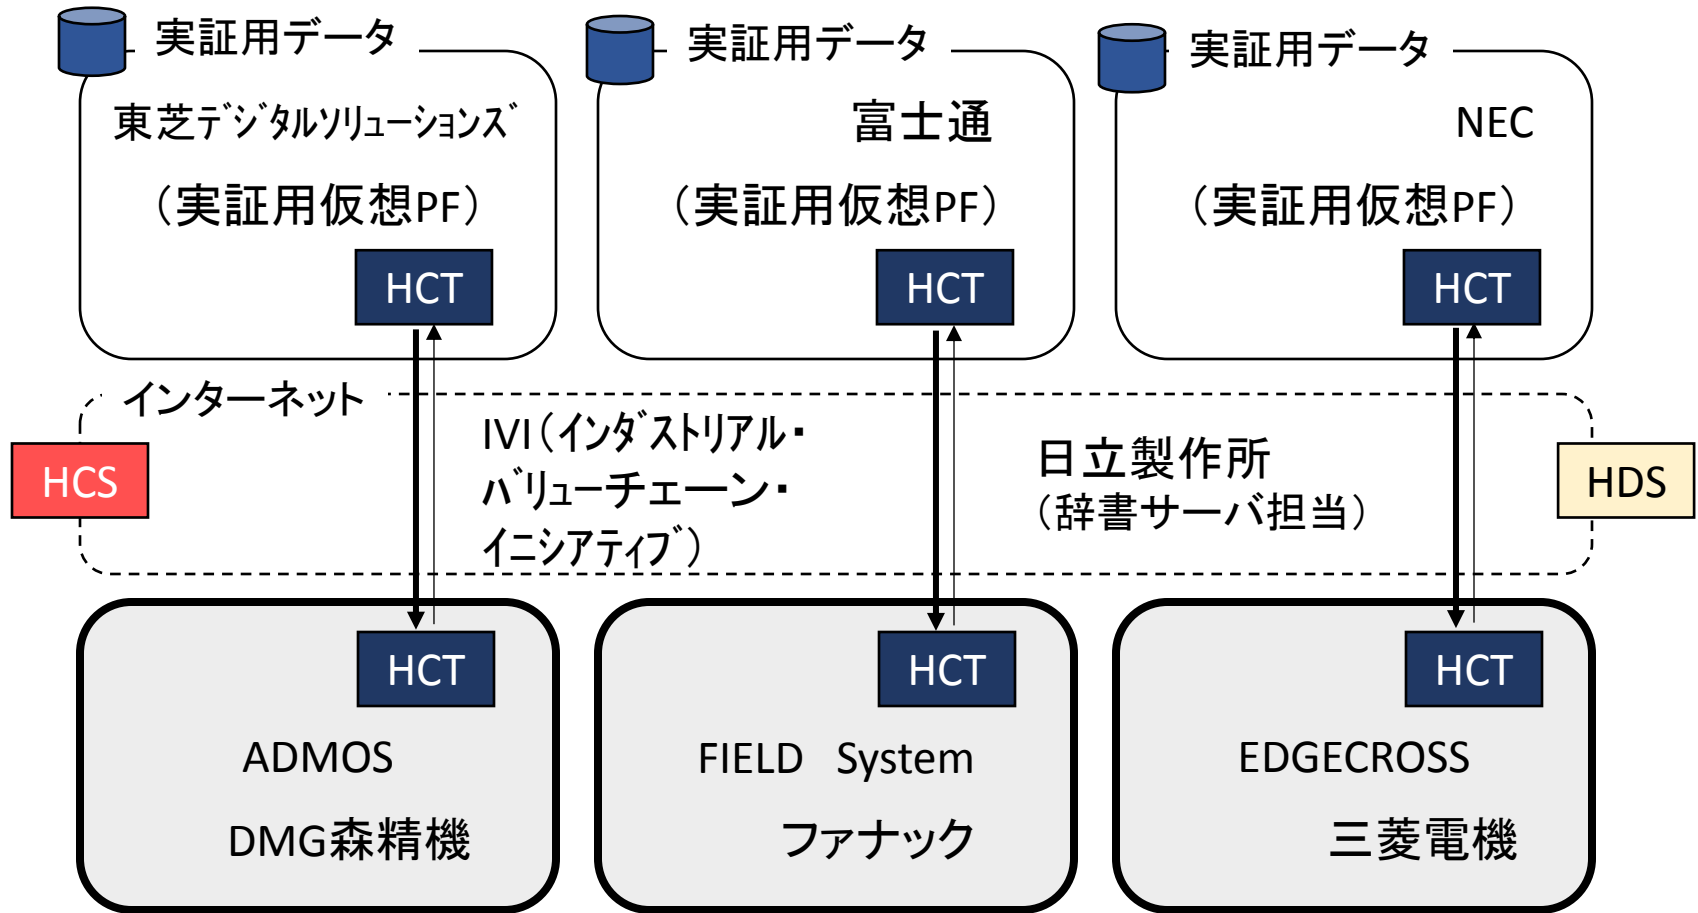 実証用データ
東芝ﾃﾞｼﾞﾀﾙｿﾘｭｰｼｮﾝｽﾞ
（実証用仮想PF）
HCT
実証用データ
富士通
（実証用仮想PF）
HCT
実証用データ
NEC
（実証用仮想PF）
HCT
インターネット
HCS
IVI（ｲﾝﾀﾞｽﾄﾘｱﾙ・
ﾊﾞﾘｭｰチェーン・
ｲﾆｼｱﾃｨﾌﾞ）
日立製作所
（辞書サーバ担当）
HDS
HCT
ADMOS
DMG森精機
HCT
FIELD System
ファナック
HCT
EDGECROSS
三菱電機